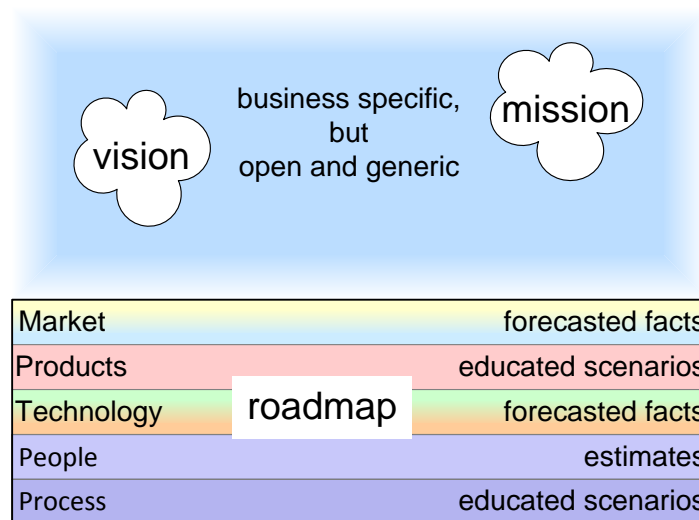 vision
business specific,
but
open and generic
mission
Market forecasted facts
Products educated scenarios
Technology roadmap forecasted facts
People estimates
Process educated scenarios